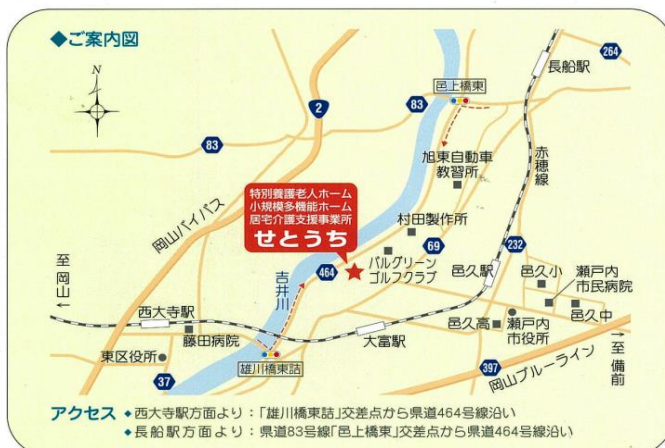 ◆ご案内図
N
264
長船駅
邑上橋東
83
2
83
赤穂線
旭東自動車
教習所
特別養護老人ホーム
小規模多機能ホーム
居宅介護支援事業所
せとうち
村田製作所
岡山バイパス
69
232
パルグリーン
ゴルフクラブ
464
至岡山
吉井川
邑久駅
邑久小
瀬戸内
市民病院
西大寺駅
藤田病院
大富駅
邑久高
瀬戸内
市役所
邑久中
東区役所
37
雄川橋東詰
397
岡山ブルーライン
至備前
アクセス ◆西大寺駅方面より：「雄川橋東詰」交差点から県道464号線沿い
◆長船駅方面より：県道83号線「邑上橋東」交差点から県道464号線沿い